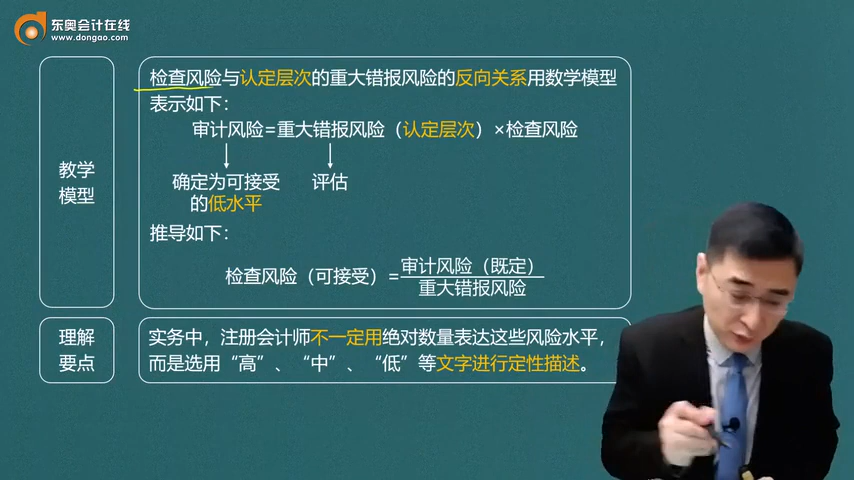 东奥会计在线
www.dongao.com
教学
模型
检查风险与认定层次的重大错报风险的反向关系用数学模型
表示如下：
审计风险=重大错报风险（认定层次）×检查风险
确定为可接受
的低水平
评估
推导如下：
检查风险（可接受）=审计风险（既定）
重大错报风险
理解
要点
实务中，注册会计师不一定用绝对数量表达这些风险水平，
而是选用“高”、“中”、“低”等文字进行定性描述。